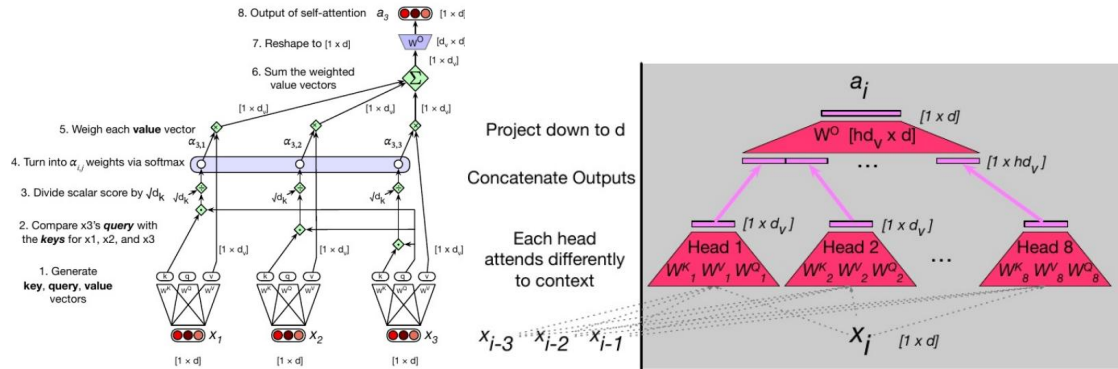 8. Output of self-attention
a3
[1 × d]
7. Reshape to [1 x d]
W^O
[dv × d]
[1 × dv]
6. Sum the weighted
value vectors
Σ
[1 × dv]
[1 × dv]
[1 × dv]
5. Weigh each value vector
× × ×
α3,1
α3,2
α3,3
4. Turn into αi,j weights via softmax
3. Divide scalar score by √dk
√dk
√dk
√dk
÷ ÷ ÷
2. Compare x3's query with
the keys for x1, x2, and x3
[1 × dv]
[1 × dv]
[1 × dv]
1. Generate
key, query, value
vectors
k q v
k q v
k q v
W^K W^Q W^V
W^K W^Q W^V
W^K W^Q W^V
x1
x2
x3
[1 × d]
[1 × d]
[1 × d]
ai
[1 x d]
Project down to d
W^O [hdv x d]
...
[1 x hdv]
Concatenate Outputs
[1 x dv]
[1 x dv]
Each head
attends differently
to context
Head 1
W^K1 W^V1 W^Q1
Head 2
W^K2 W^V2 W^Q2
...
Head 8
W^K8 W^V8 W^Q8
xi-3 xi-2 xi-1
xi
[1 x d]